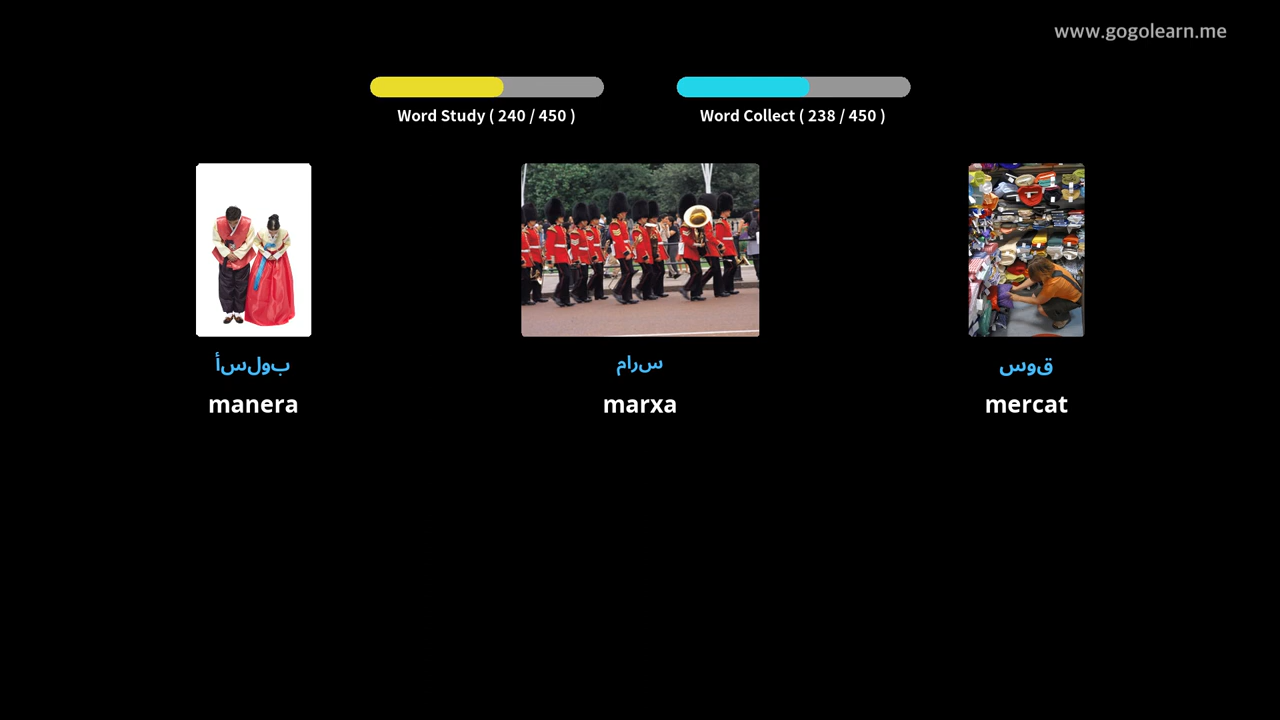 www.gogolearn.me
Word Study ( 240 / 450 )
Word Collect ( 238 / 450 )
بولسأ
سرام
قوس
manera
marxa
mercat